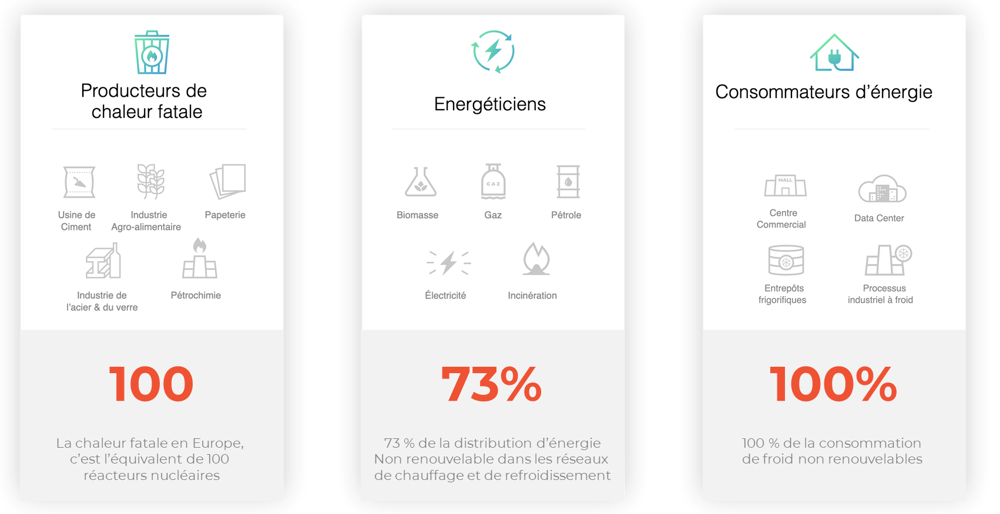 Producteurs de
chaleur fatale
Usine de
Ciment
Industrie
Agro-alimentaire
Papeterie
Industrie de
l'acier & du verre
Pétrochimie
100
La chaleur fatale en Europe,
c'est l'équivalent de 100
réacteurs nucléaires
Energéticiens
GAZ
Biomasse
Gaz
Pétrole
Électricité
Incinération
73%
73 % de la distribution d'énergie
Non renouvelable dans les réseaux
de chauffage et de refroidissement
Consommateurs d'énergie
MALL
Centre
Commercial
Data Center
Entrepôts
frigorifiques
Processus
industriel à froid
100%
100 % de la consommation
de froid non renouvelables